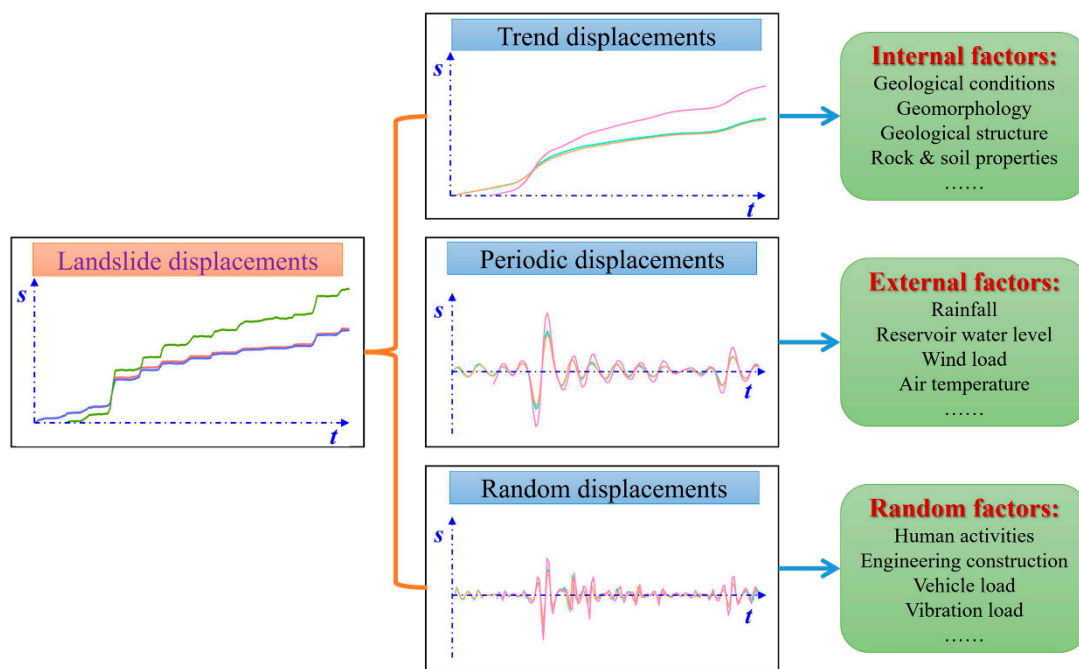 Landslide displacements
s
t
Trend displacements
s
t
Internal factors:
Geological conditions
Geomorphology
Geological structure
Rock & soil properties
……
Periodic displacements
s
t
External factors:
Rainfall
Reservoir water level
Wind load
Air temperature
……
Random displacements
s
t
Random factors:
Human activities
Engineering construction
Vehicle load
Vibration load
……